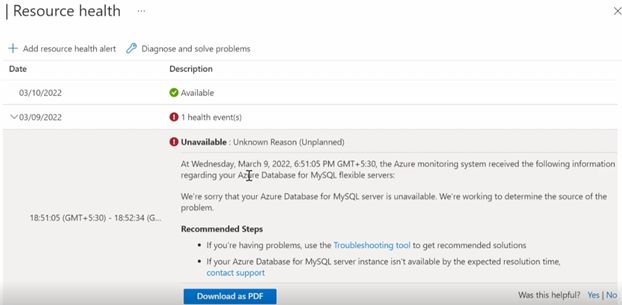 | Resource health ...
+ Add resource health alert Diagnose and solve problems
Date Description
03/10/2022 Available
03/09/2022 1 health event(s)
Unavailable : Unknown Reason (Unplanned)
At Wednesday, March 9, 2022, 6:51:05 PM GMT+5:30, the Azure monitoring system received the following information
regarding your Azure Database for MySQL flexible servers:
We're sorry that your Azure Database for MySQL server is unavailable. We're working to determine the source of the
problem.
18:51:05 (GMT+5:30) - 18:52:34 (G...
Recommended Steps
• If you're having problems, use the Troubleshooting tool to get recommended solutions
• If your Azure Database for MySQL server instance isn't available by the expected resolution time,
contact support
Download as PDF
Was this helpful? Yes | No